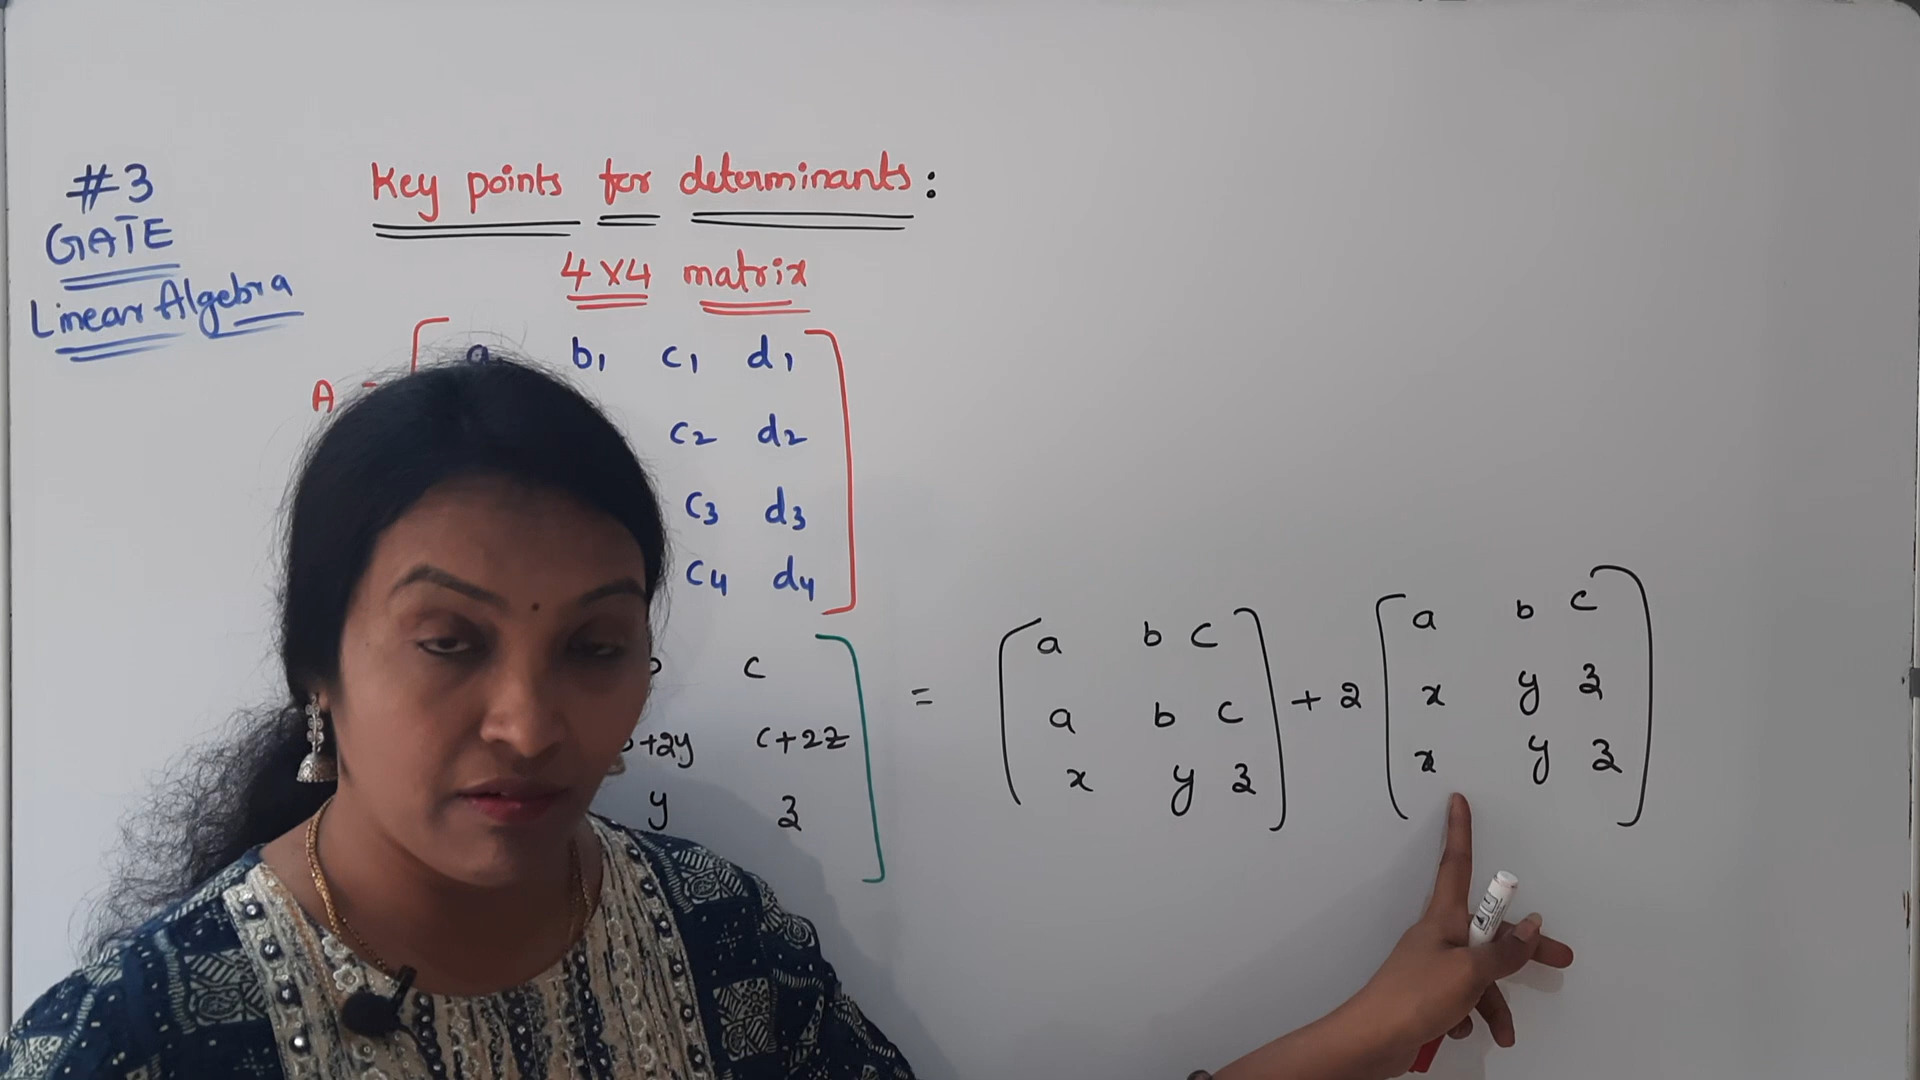 #3
GATE
Linear Algebra
Key points for determinants:
4x4 matrix
A = a b1 c1 d1
c2 d2
c3 d3
c4 d4
c
+2y c+2z
y z
= [a b c
a b c
x y z] + 2 [a b c
x y z
x y z]